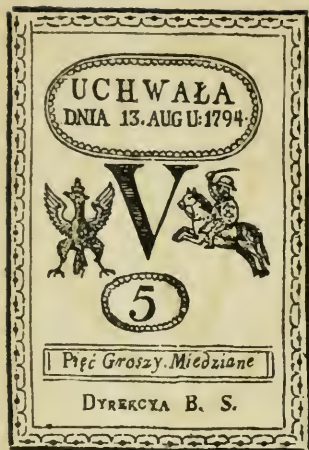 UCHWAŁA
DNIA 13. AUGU: 1794.
V
5
Pięć Groszy Miedziane
DYREKCYA B. S.